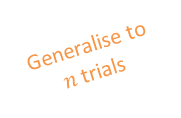 Generalise to
n trials